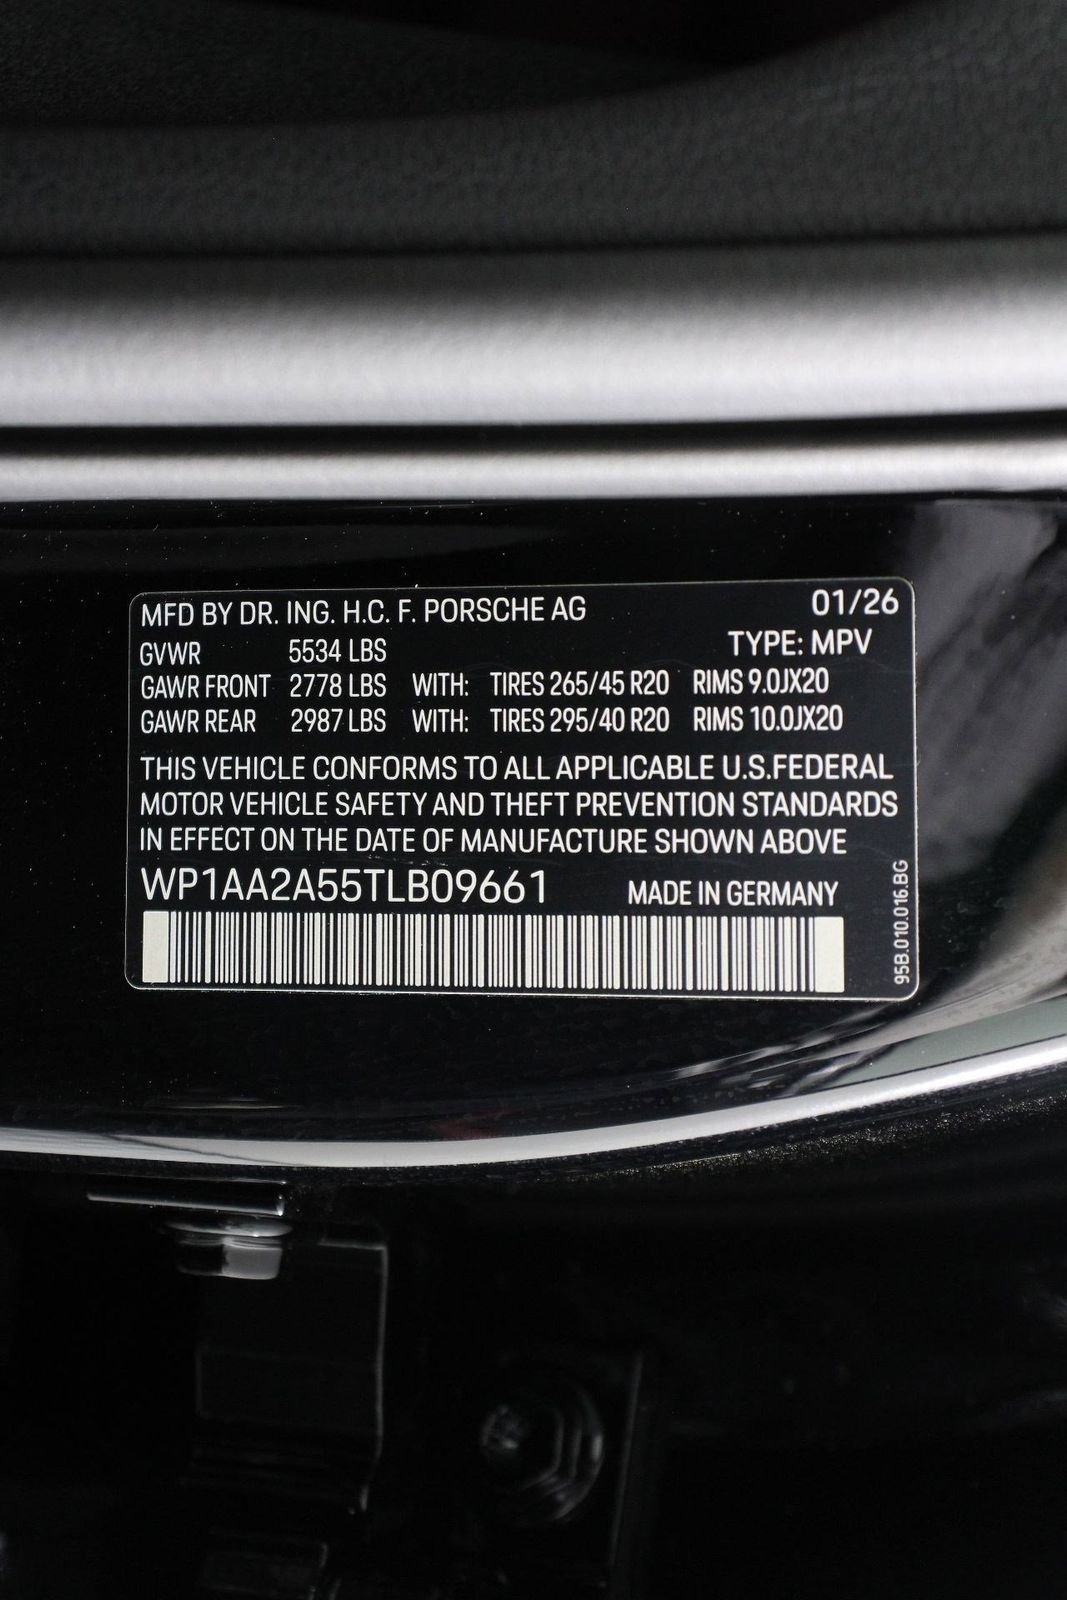 MFD BY DR. ING. H.C. F. PORSCHE AG 01/26
GVWR 5534 LBS TYPE: MPV
GAWR FRONT 2778 LBS WITH: TIRES 265/45 R20 RIMS 9.0JX20
GAWR REAR 2987 LBS WITH: TIRES 295/40 R20 RIMS 10.0JX20
THIS VEHICLE CONFORMS TO ALL APPLICABLE U.S.FEDERAL
MOTOR VEHICLE SAFETY AND THEFT PREVENTION STANDARDS
IN EFFECT ON THE DATE OF MANUFACTURE SHOWN ABOVE
WP1AA2A55TLB09661 MADE IN GERMANY
95B.010.016.BG